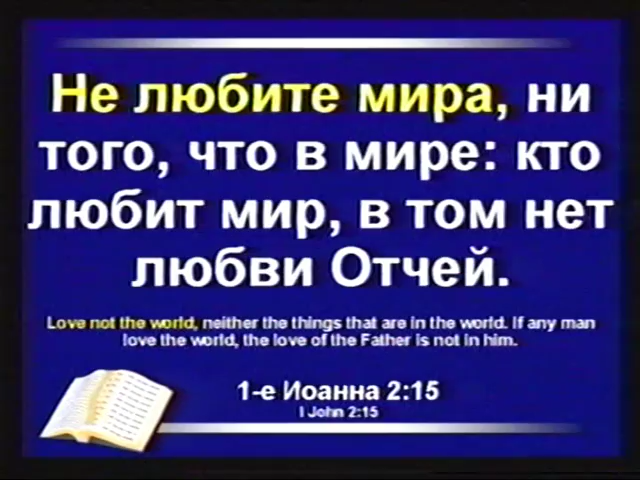 Не любите мира, ни
того, что в мире: кто
любит мир, в том нет
любви Отчей.
Love not the world, neither the things that are in the world. If any man
love the world, the love of the Father is not in him.
1-е Иоанна 2:15
I John 2:15